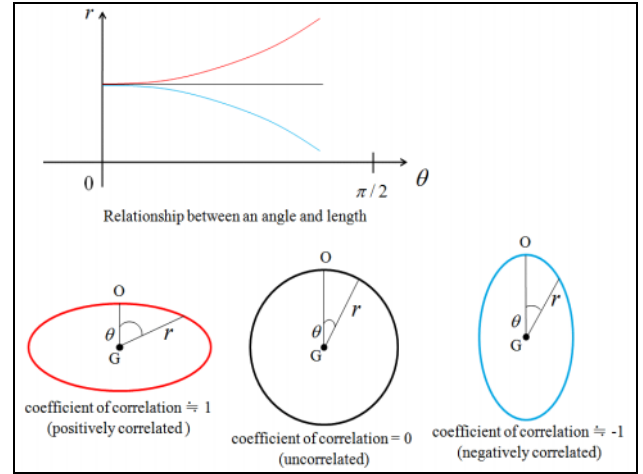 r
0
π / 2
θ
Relationship between an angle and length
O
θ
r
G
coefficient of correlation ≒ 1
(positively correlated )
O
θ
r
G
coefficient of correlation = 0
(uncorrelated)
O
θ
r
G
coefficient of correlation ≒ -1
(negatively correlated)